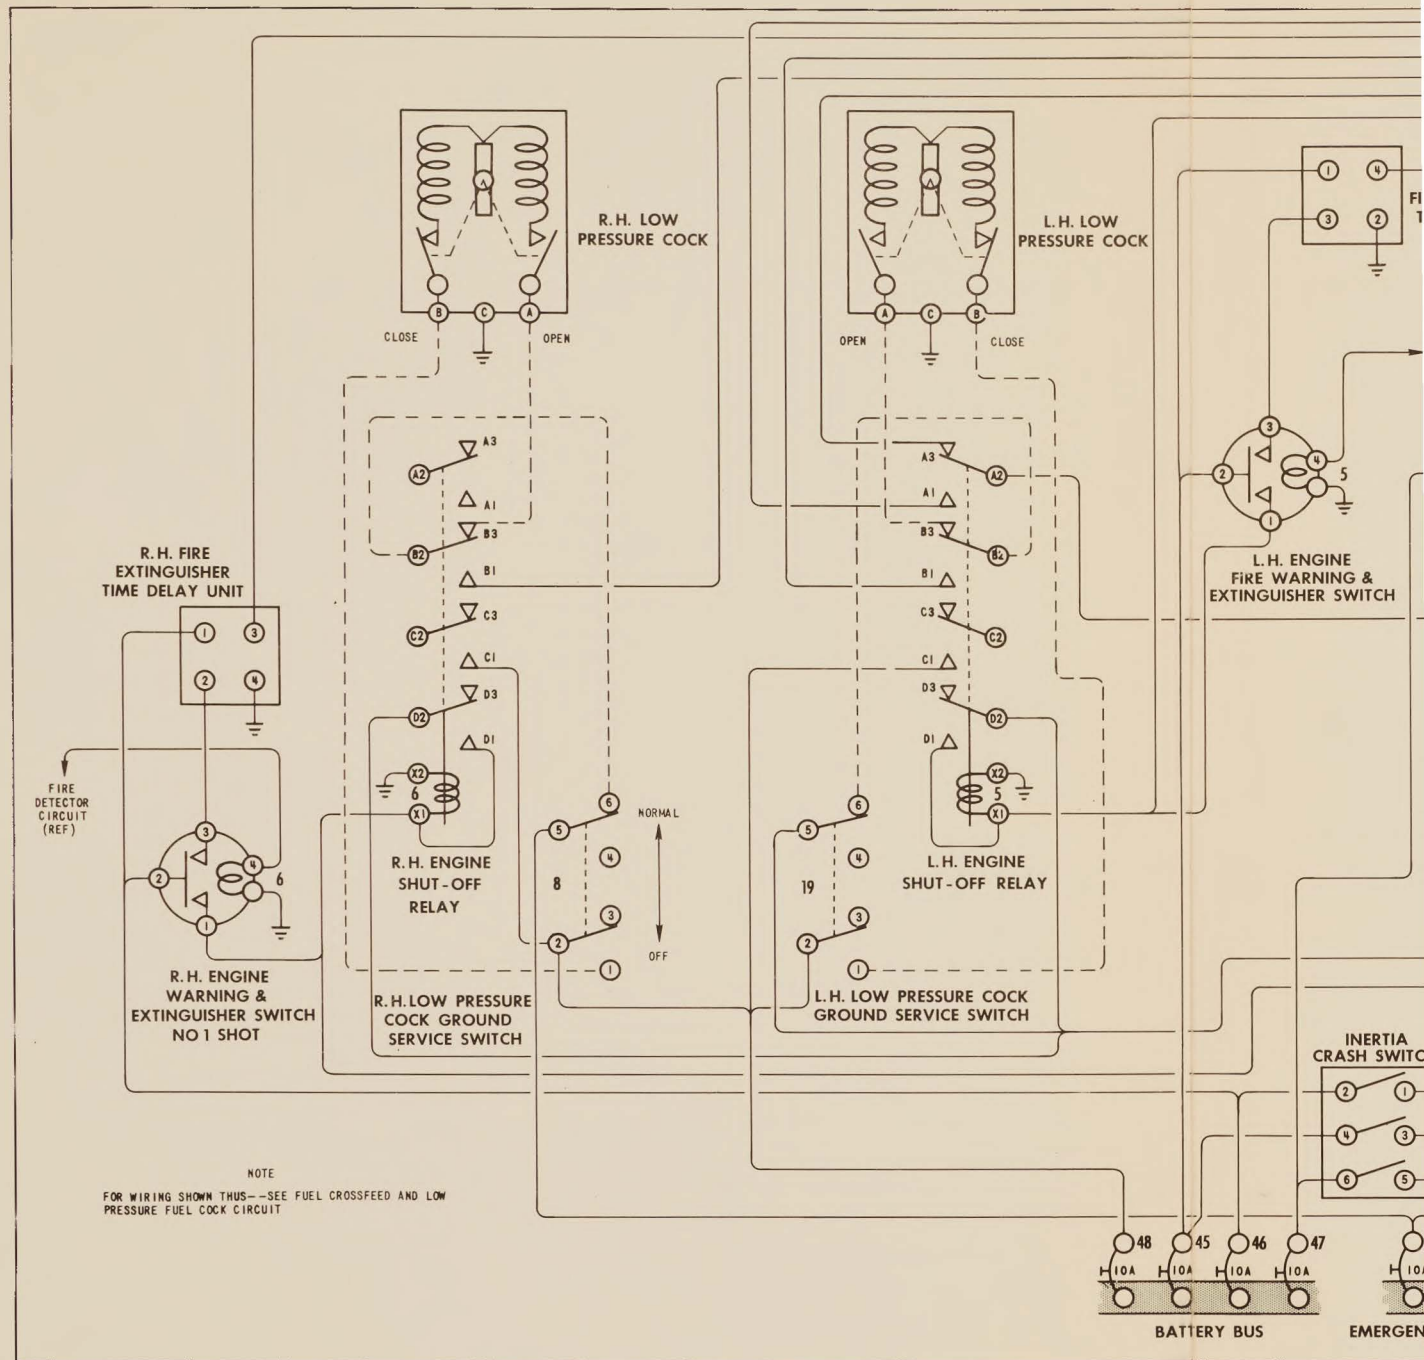 R.H. LOW
PRESSURE COCK
L.H. LOW
PRESSURE COCK
1
4
3
2
B
C
A
A
C
B
CLOSE
OPEN
OPEN
CLOSE
A3
A2
A1
B3
B2
B1
C3
C2
C1
D3
D2
D1
X2
6
X1
R.H. ENGINE
SHUT-OFF
RELAY
A3
A2
A1
B3
B2
B1
C3
C2
C1
D3
D2
D1
X2
5
X1
L.H. ENGINE
SHUT-OFF RELAY
3
4
5
2
1
L.H. ENGINE
FIRE WARNING &
EXTINGUISHER SWITCH
R.H. FIRE
EXTINGUISHER
TIME DELAY UNIT
1
3
2
4
FIRE
DETECTOR
CIRCUIT
(REF)
3
4
6
2
1
R.H. ENGINE
WARNING &
EXTINGUISHER SWITCH
NO 1 SHOT
6
5
4
8
3
2
1
NORMAL
OFF
R.H. LOW PRESSURE
COCK GROUND
SERVICE SWITCH
6
5
4
19
3
2
1
L.H. LOW PRESSURE COCK
GROUND SERVICE SWITCH
INERTIA
CRASH SWITC
2
1
4
3
6
5
NOTE
FOR WIRING SHOWN THUS--SEE FUEL CROSSFEED AND LOW
PRESSURE FUEL COCK CIRCUIT
48
45
46
47
10A
10A
10A
10A
BATTERY BUS
EMERGEN